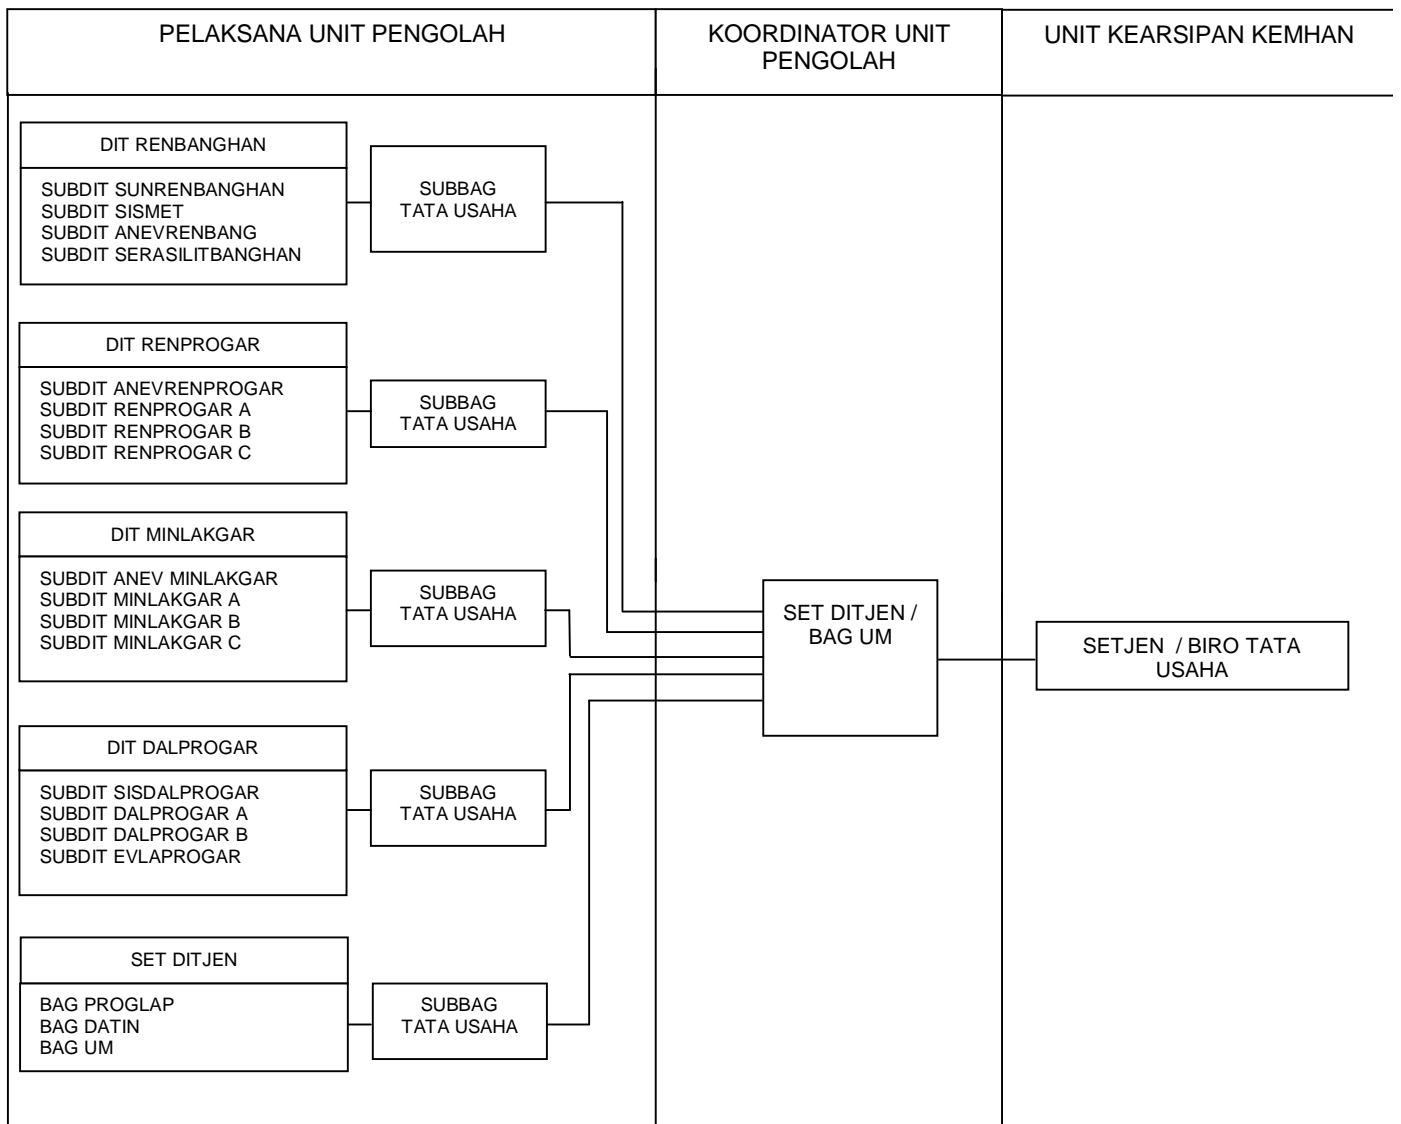 PELAKSANA UNIT PENGOLAH
KOORDINATOR UNIT
PENGOLAH
UNIT KEARSIPAN KEMHAN
DIT RENBANGHAN
SUBDIT SUNRENBANGHAN
SUBDIT SISMET
SUBDIT ANEVRENBANG
SUBDIT SERASILITBANGHAN
SUBBAG
TATA USAHA
DIT RENPROGAR
SUBDIT ANEVRENPROGAR
SUBDIT RENPROGAR A
SUBDIT RENPROGAR B
SUBDIT RENPROGAR C
SUBBAG
TATA USAHA
DIT MINLAKGAR
SUBDIT ANEV MINLAKGAR
SUBDIT MINLAKGAR A
SUBDIT MINLAKGAR B
SUBDIT MINLAKGAR C
SUBBAG
TATA USAHA
DIT DALPROGAR
SUBDIT SISDALPROGAR
SUBDIT DALPROGAR A
SUBDIT DALPROGAR B
SUBDIT EVLAPROGAR
SUBBAG
TATA USAHA
SET DITJEN
BAG PROGLAP
BAG DATIN
BAG UM
SUBBAG
TATA USAHA
SET DITJEN /
BAG UM
SETJEN / BIRO TATA
USAHA